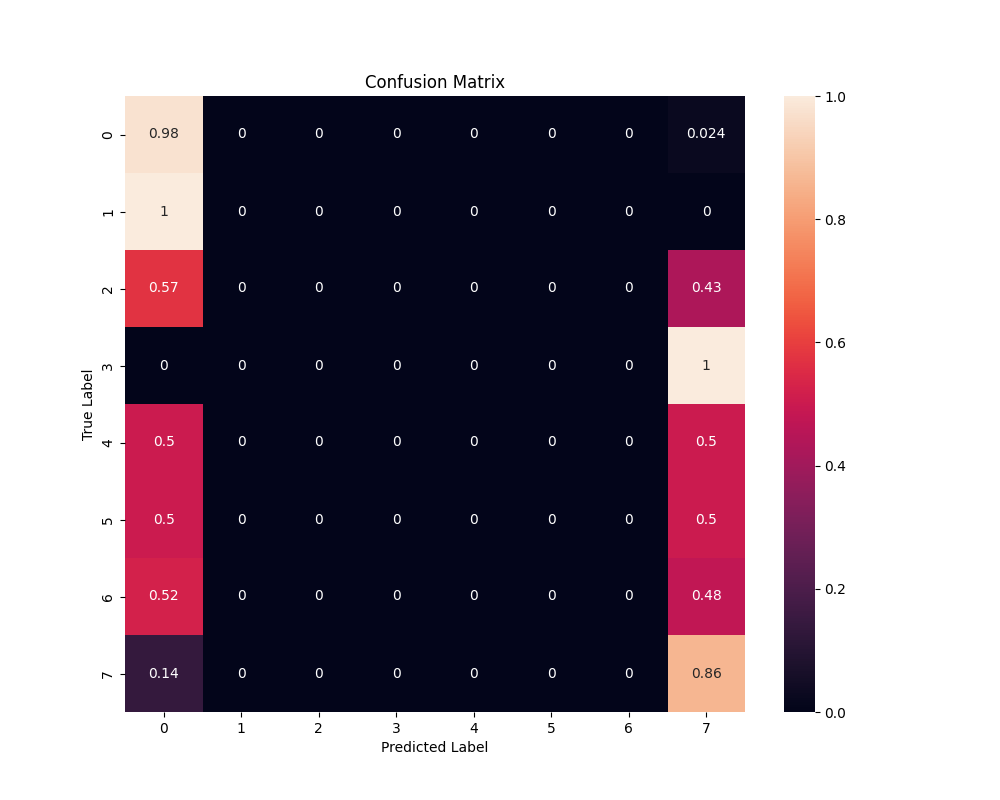 Confusion Matrix
0 0.98 0 0 0 0 0 0 0.024
1 1 0 0 0 0 0 0 0
2 0.57 0 0 0 0 0 0 0.43
3 0 0 0 0 0 0 0 1
4 0.5 0 0 0 0 0 0 0.5
5 0.5 0 0 0 0 0 0 0.5
6 0.52 0 0 0 0 0 0 0.48
7 0.14 0 0 0 0 0 0 0.86
0 1 2 3 4 5 6 7
Predicted Label
True Label
1.0
0.8
0.6
0.4
0.2
0.0